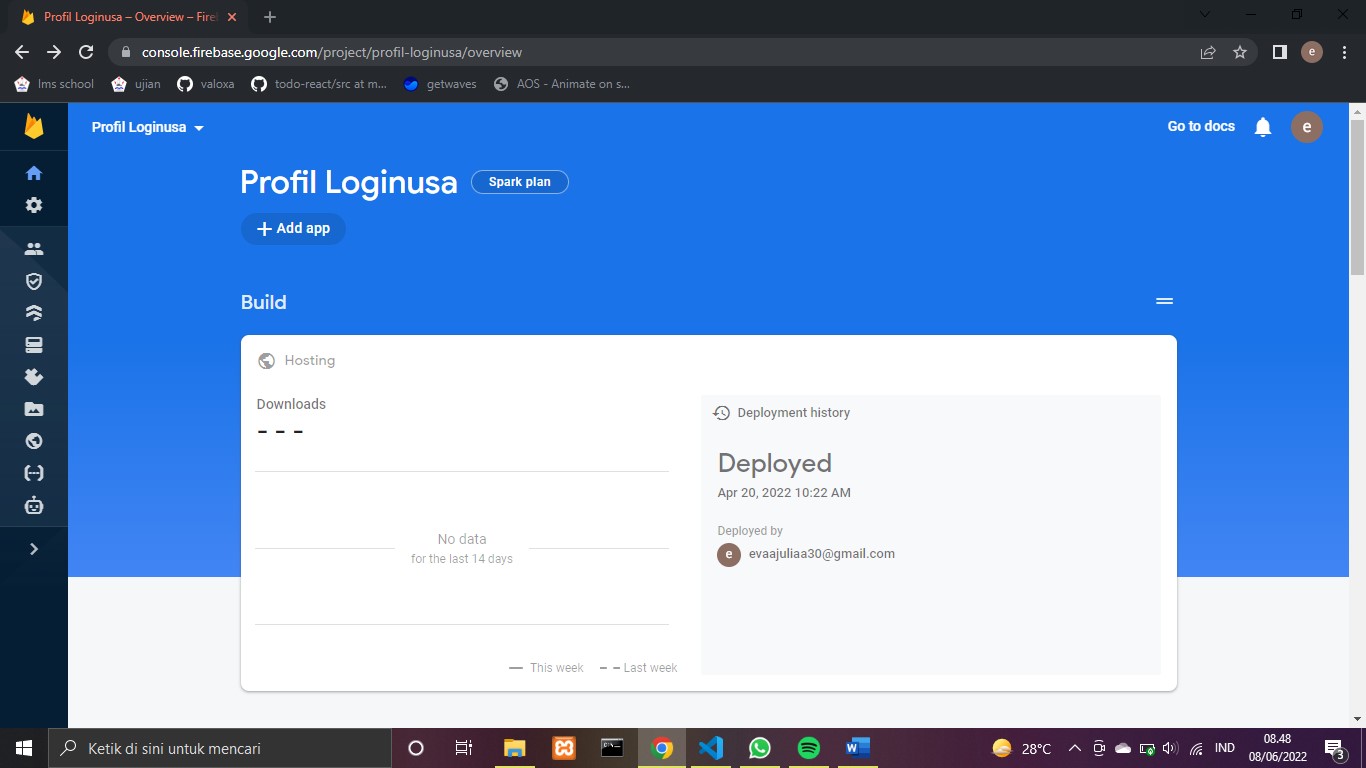 Profil Loginusa – Overview – Fire
console.firebase.google.com/project/profil-loginusa/overview
e
lms school
ujian
valoxa
todo-react/src at m...
getwaves
AOS - Animate on s...
Profil Loginusa
Go to docs
e
Profil Loginusa
Spark plan
+ Add app
Build
Hosting
Downloads
- - -
No data
for the last 14 days
This week
Last week
Deployment history
Deployed
Apr 20, 2022 10:22 AM
Deployed by
e
evaajuliaa30@gmail.com
Ketik di sini untuk mencari
28°C
IND
08.48
08/06/2022
3